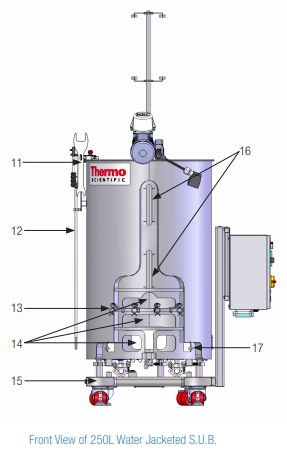 11
16
Thermo
SCIENTIFIC
12
13
14
17
15
Front View of 250L Water Jacketed S.U.B.